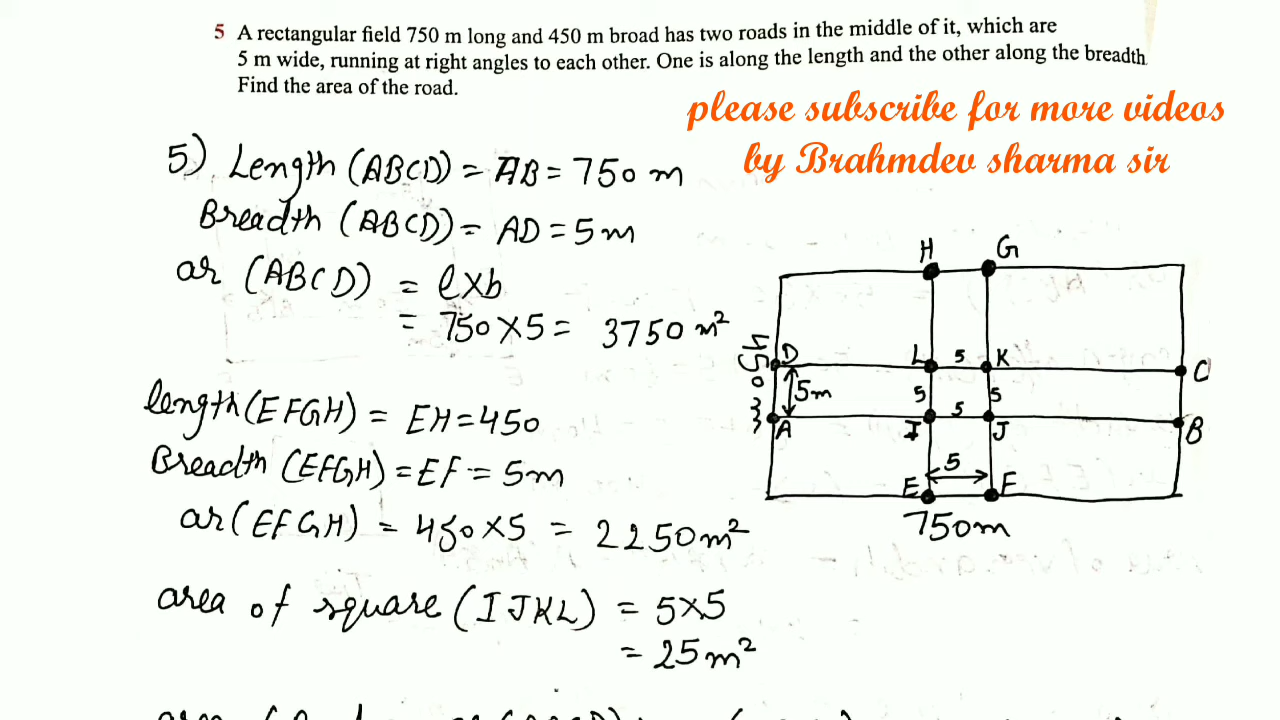 5 A rectangular field 750 m long and 450 m broad has two roads in the middle of it, which are
5 m wide, running at right angles to each other. One is along the length and the other along the breadth
Find the area of the road.
please subscribe for more videos
by Brahmdev sharma sir
5) Length (ABCD) = AB = 750 m
Breadth (ABCD) = AD = 5m
ar (ABCD) = l×b
= 750×5 = 3750 m²
length (EFGH) = EH = 450
Breadth (EFGH) = EF = 5m
ar (EFGH) = 450×5 = 2250m²
area of square (IJKL) = 5×5
= 25m²
H G
D L 5 K C
450m
5m 5 5
5
A I J B
5
E F
750m